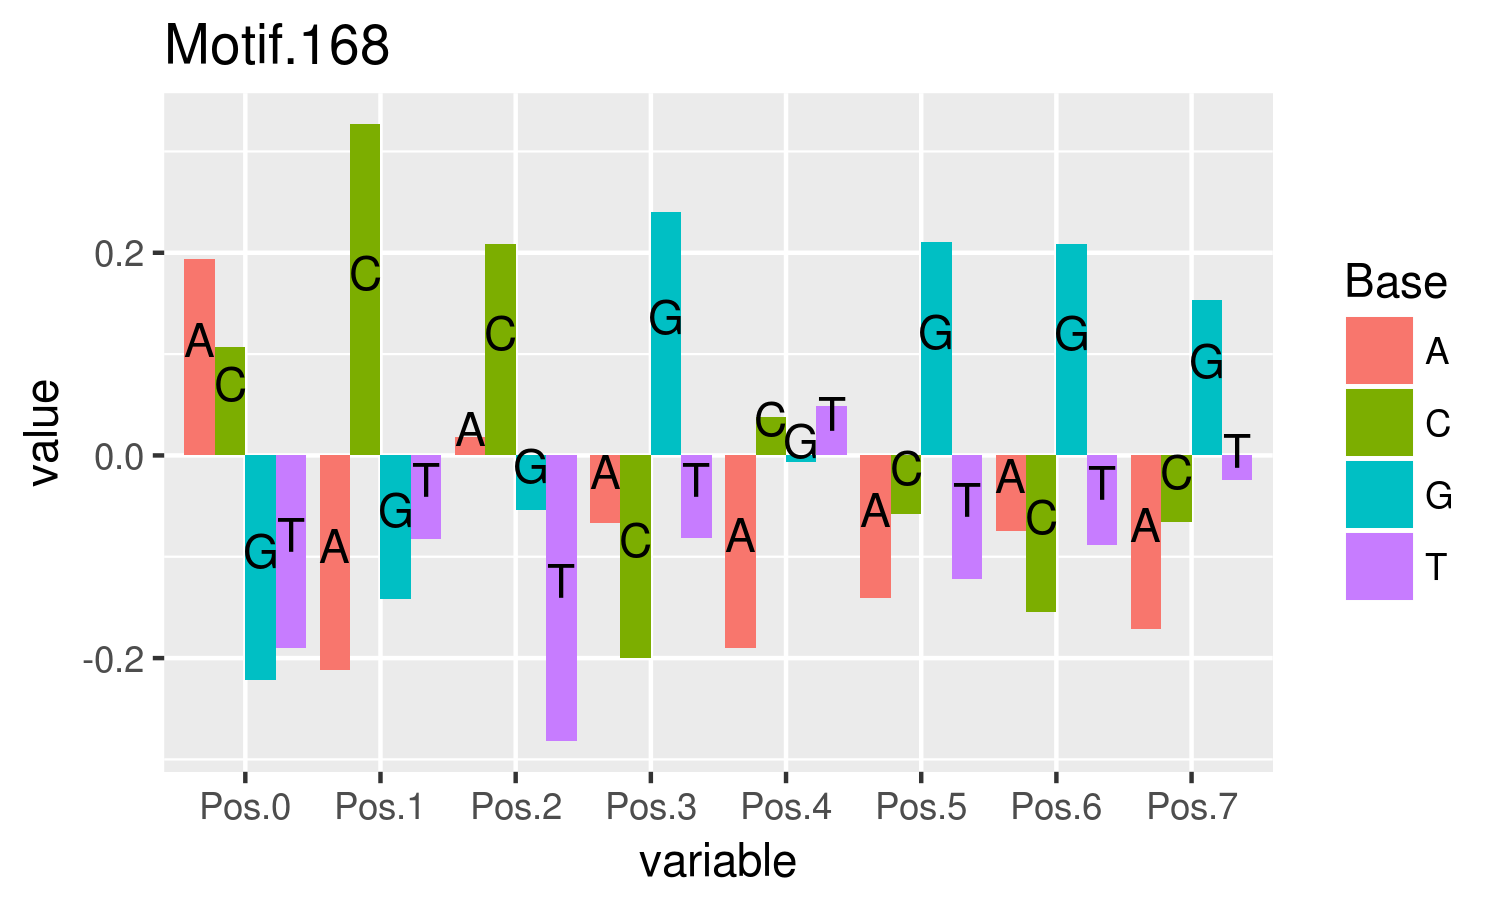 Motif.168
value
0.2
0.0
-0.2
A C G T A C G T A C G T A C G T A C G T A C G T A C G T A C G T
Pos.0 Pos.1 Pos.2 Pos.3 Pos.4 Pos.5 Pos.6 Pos.7
variable
Base
A
C
G
T